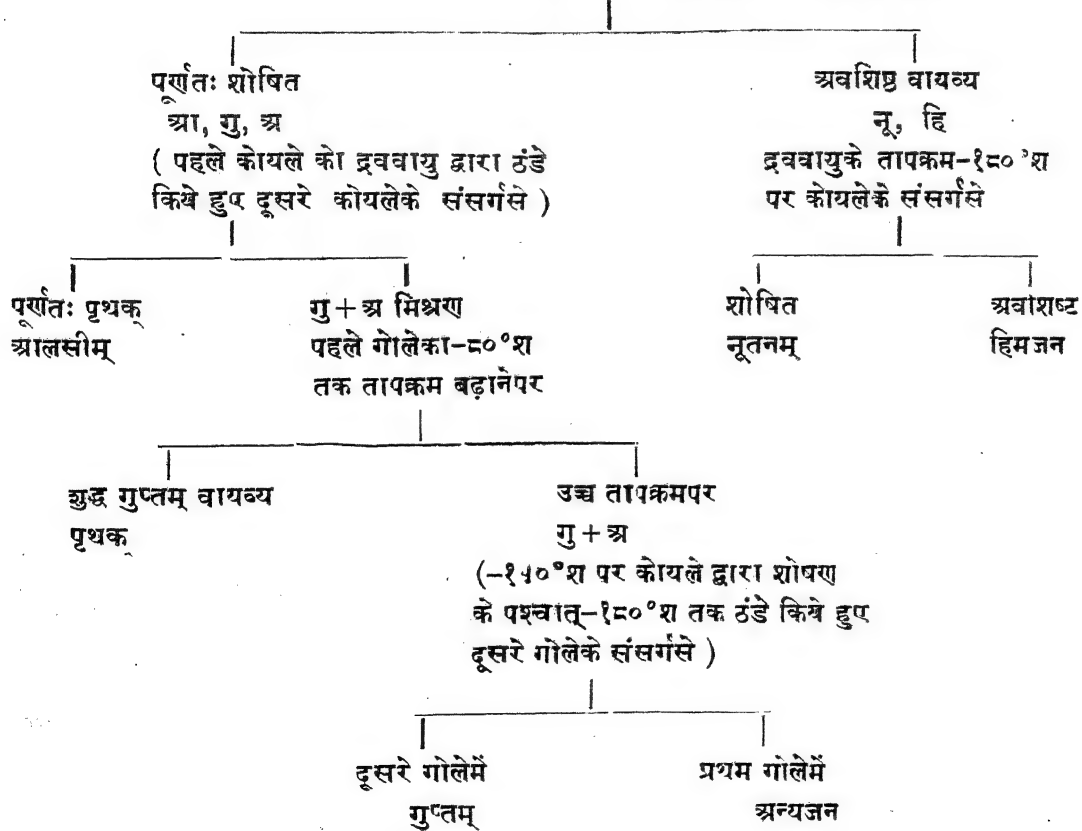 पूर्णतः शोषित
आ, गु, अ
( पहले कोयले को द्रववायु द्वारा ठंडे
किये हुए दूसरे कोयलेके संसर्गसे )
अवशिष्ठ वायव्य
नू, हि
द्रववायुके तापक्रम-१८०°श
पर कोयलेके संसर्गसे
पूर्णतः पृथक्
आलसीम्
गु+अ मिश्रण
पहले गोलेका-८०°श
तक तापक्रम बढ़ानेपर
शोषित
नूतनम्
अवशिष्ट
हिमजन
शुद्ध गुप्तम् वायव्य
पृथक्
उच्च तापक्रमपर
गु+अ
(-१५०°श पर कोयले द्वारा शोषण
के पश्चात्-१८०°श तक ठंडे किये हुए
दूसरे गोलेके संसर्गसे )
दूसरे गोलेमें
गुप्तम्
प्रथम गोलेमें
अन्यजन